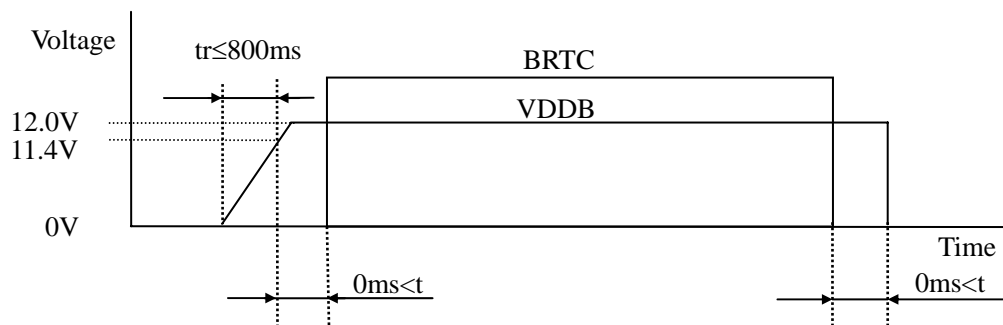 Voltage
tr≤800ms
BRTC
VDDB
12.0V
11.4V
0V
Time
0ms<t
0ms<t